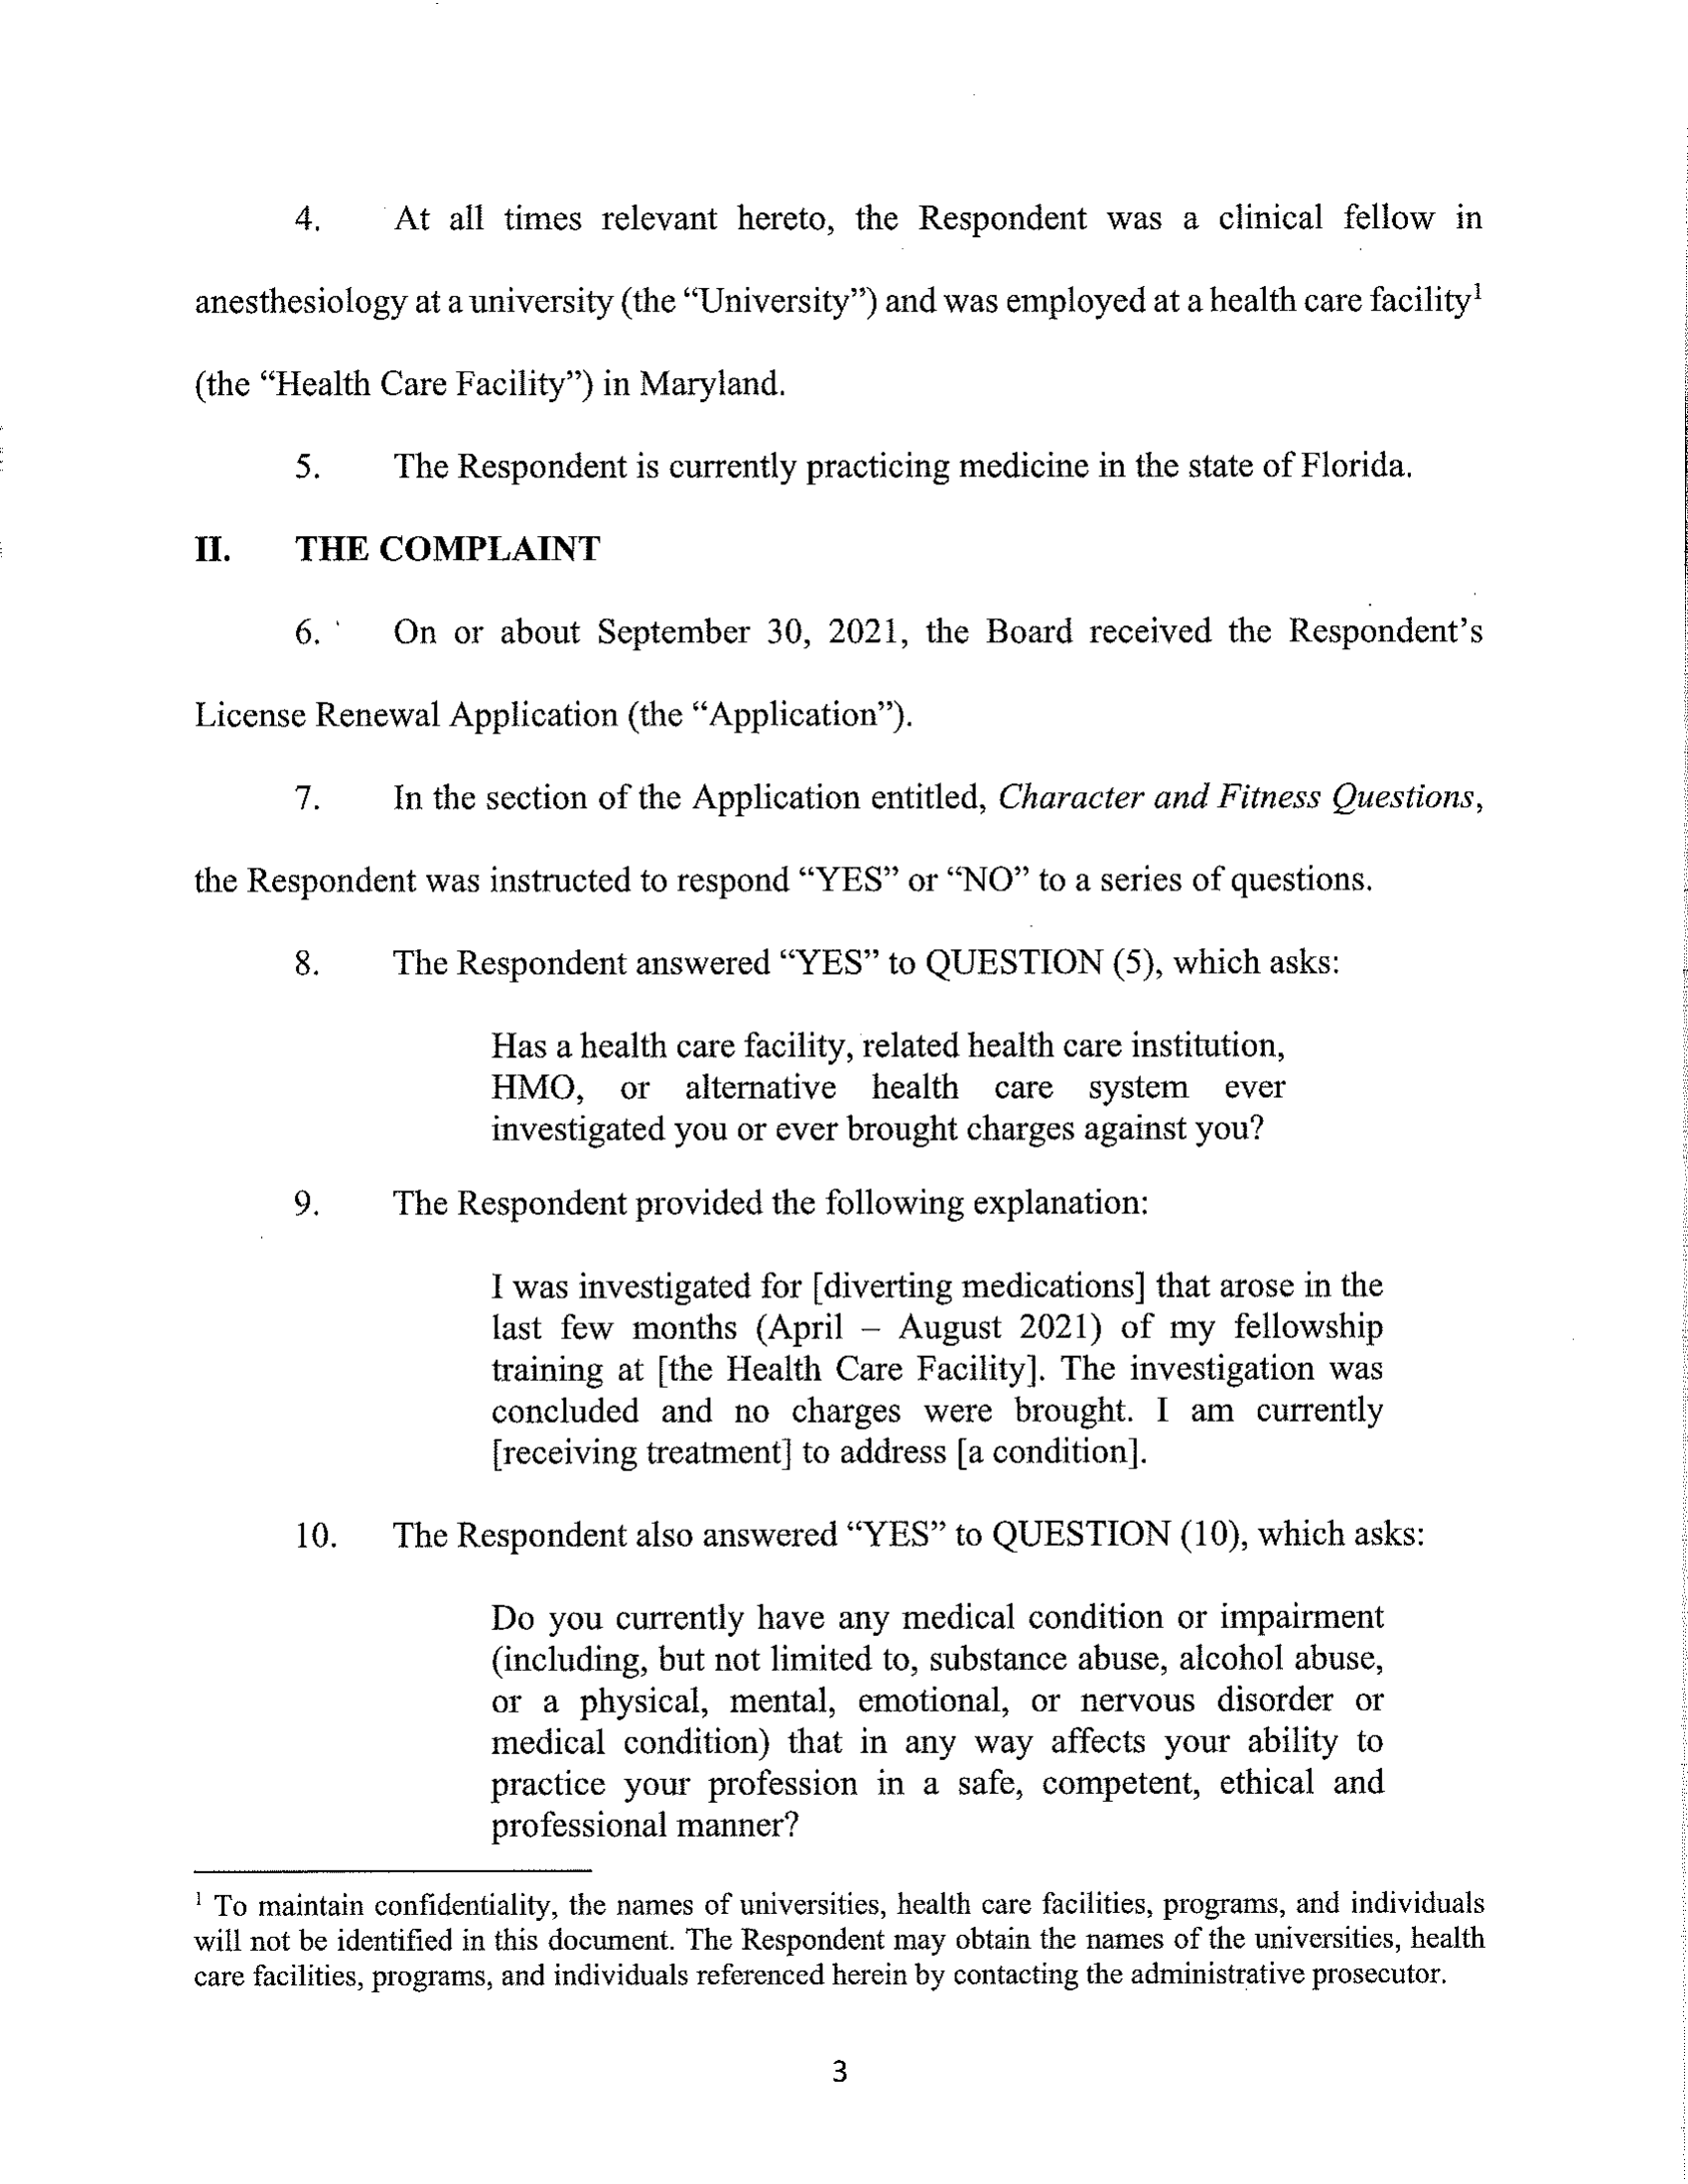 4. At all times relevant hereto, the Respondent was a clinical fellow in
anesthesiology at a university (the “University”) and was employed at a health care facility¹
(the “Health Care Facility”) in Maryland.
5. The Respondent is currently practicing medicine in the state of Florida.
II. THE COMPLAINT
6. On or about September 30, 2021, the Board received the Respondent’s
License Renewal Application (the “Application”).
7. In the section of the Application entitled, Character and Fitness Questions,
the Respondent was instructed to respond “YES” or “NO” to a series of questions.
8. The Respondent answered “YES” to QUESTION (5), which asks:
Has a health care facility, related health care institution,
HMO, or alternative health care system ever
investigated you or ever brought charges against you?
9. The Respondent provided the following explanation:
I was investigated for [diverting medications] that arose in the
last few months (April – August 2021) of my fellowship
training at [the Health Care Facility]. The investigation was
concluded and no charges were brought. I am currently
[receiving treatment] to address [a condition].
10. The Respondent also answered “YES” to QUESTION (10), which asks:
Do you currently have any medical condition or impairment
(including, but not limited to, substance abuse, alcohol abuse,
or a physical, mental, emotional, or nervous disorder or
medical condition) that in any way affects your ability to
practice your profession in a safe, competent, ethical and
professional manner?
¹ To maintain confidentiality, the names of universities, health care facilities, programs, and individuals
will not be identified in this document. The Respondent may obtain the names of the universities, health
care facilities, programs, and individuals referenced herein by contacting the administrative prosecutor.
3